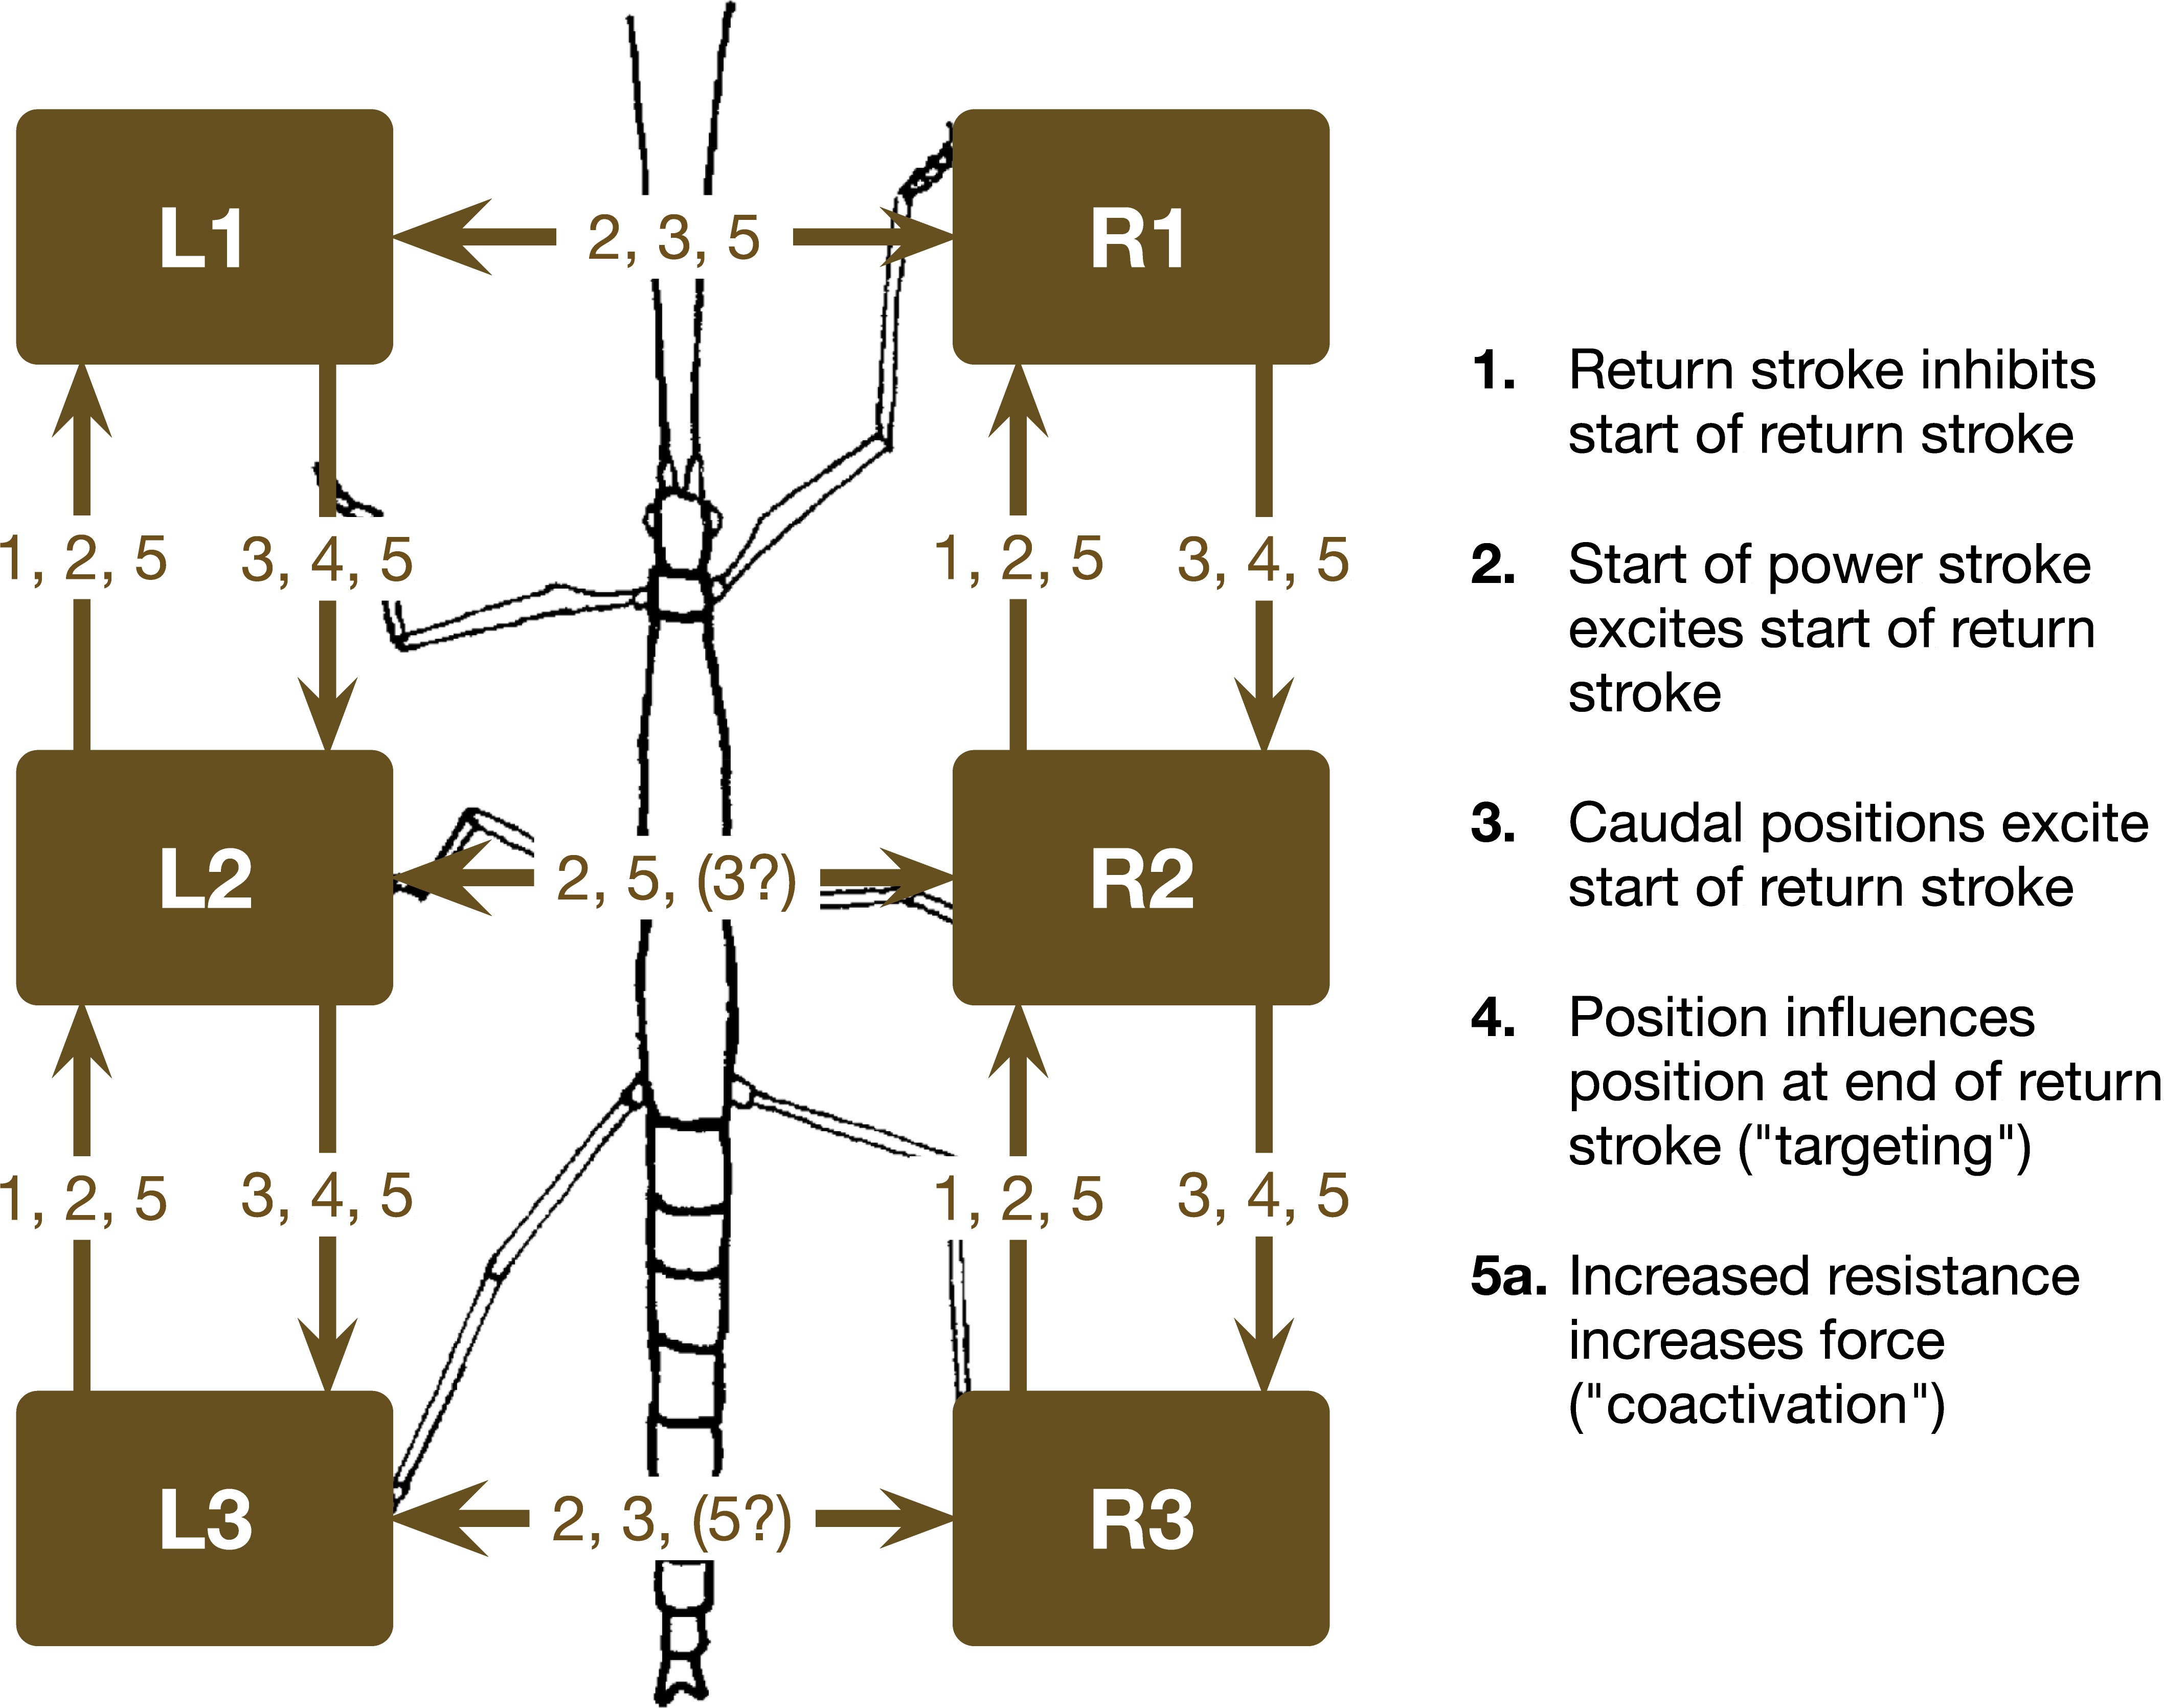 L1
2, 3, 5
R1
1, 2, 5
3, 4, 5
1, 2, 5
3, 4, 5
L2
2, 5, (3?)
R2
1, 2, 5
3, 4, 5
1, 2, 5
3, 4, 5
L3
2, 3, (5?)
R3
1. Return stroke inhibits
start of return stroke
2. Start of power stroke
excites start of return
stroke
3. Caudal positions excite
start of return stroke
4. Position influences
position at end of return
stroke ("targeting")
5a. Increased resistance
increases force
("coactivation")